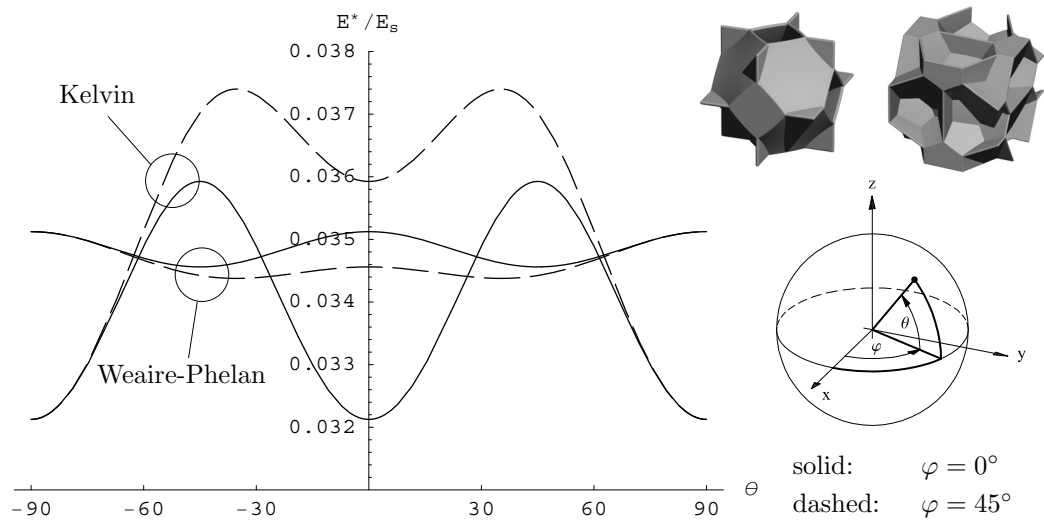 E*/Es
0.038
Kelvin
0.037
0.036
z
0.035
θ
φ
y
0.033
Weaire-Phelan
x
0.032
solid: φ = 0°
θ
dashed: φ = 45°
-90 -60 -30 30 60 90
0.034